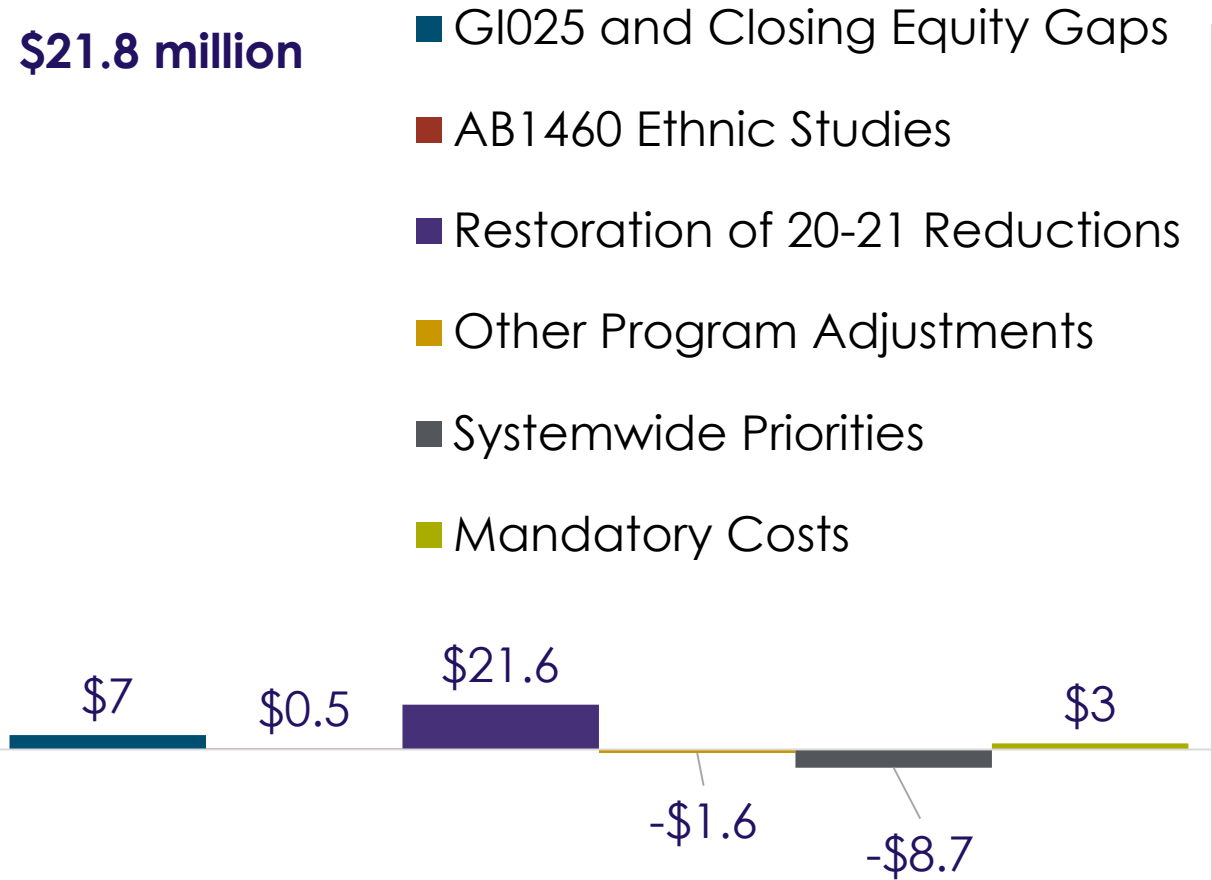 $21.8 million
GI025 and Closing Equity Gaps
AB1460 Ethnic Studies
Restoration of 20-21 Reductions
Other Program Adjustments
Systemwide Priorities
Mandatory Costs
$7
$0.5
$21.6
-$1.6
-$8.7
$3